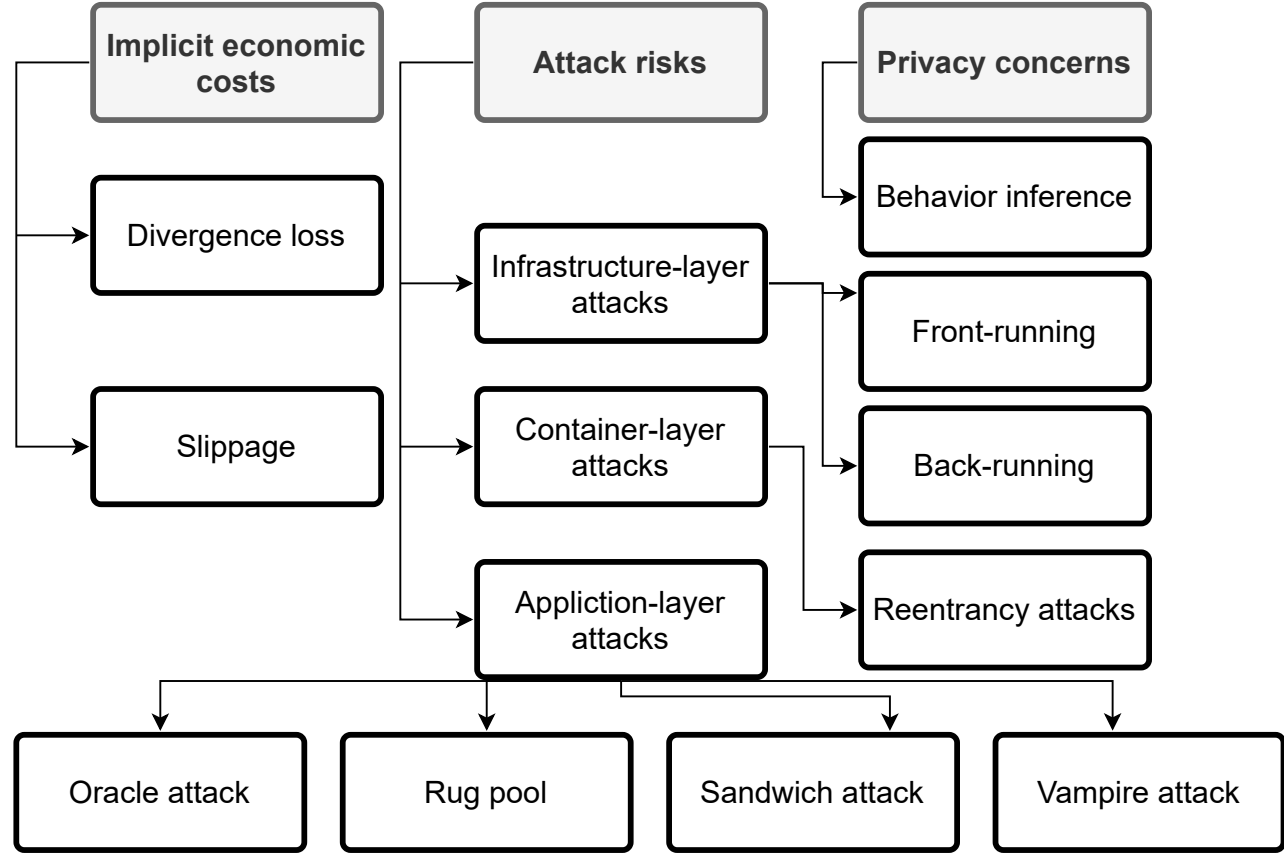 Implicit economic
costs
Attack risks
Privacy concerns
Divergence loss
Slippage
Infrastructure-layer
attacks
Container-layer
attacks
Appliction-layer
attacks
Behavior inference
Front-running
Back-running
Reentrancy attacks
Oracle attack
Rug pool
Sandwich attack
Vampire attack